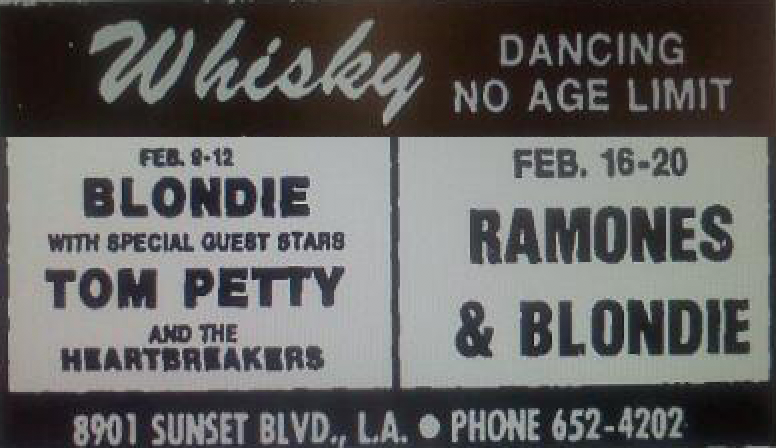 Whisky
DANCING
NO AGE LIMIT
FEB. 9-12
BLONDIE
WITH SPECIAL GUEST STARS
TOM PETTY
AND THE
HEARTBREAKERS
FEB. 16-20
RAMONES
& BLONDIE
8901 SUNSET BLVD., L.A. ● PHONE 652-4202